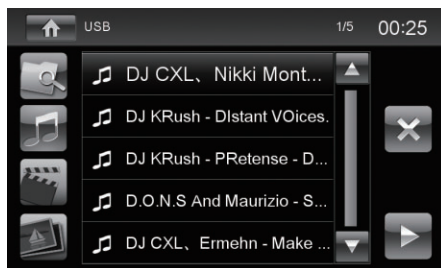 USB 1/5 00:25
DJ CXL、Nikki Mont...
DJ KRush - DIstant VOices.
DJ KRush - PRetense - D...
D.O.N.S And Maurizio - S...
DJ CXL、Ermehn - Make ...